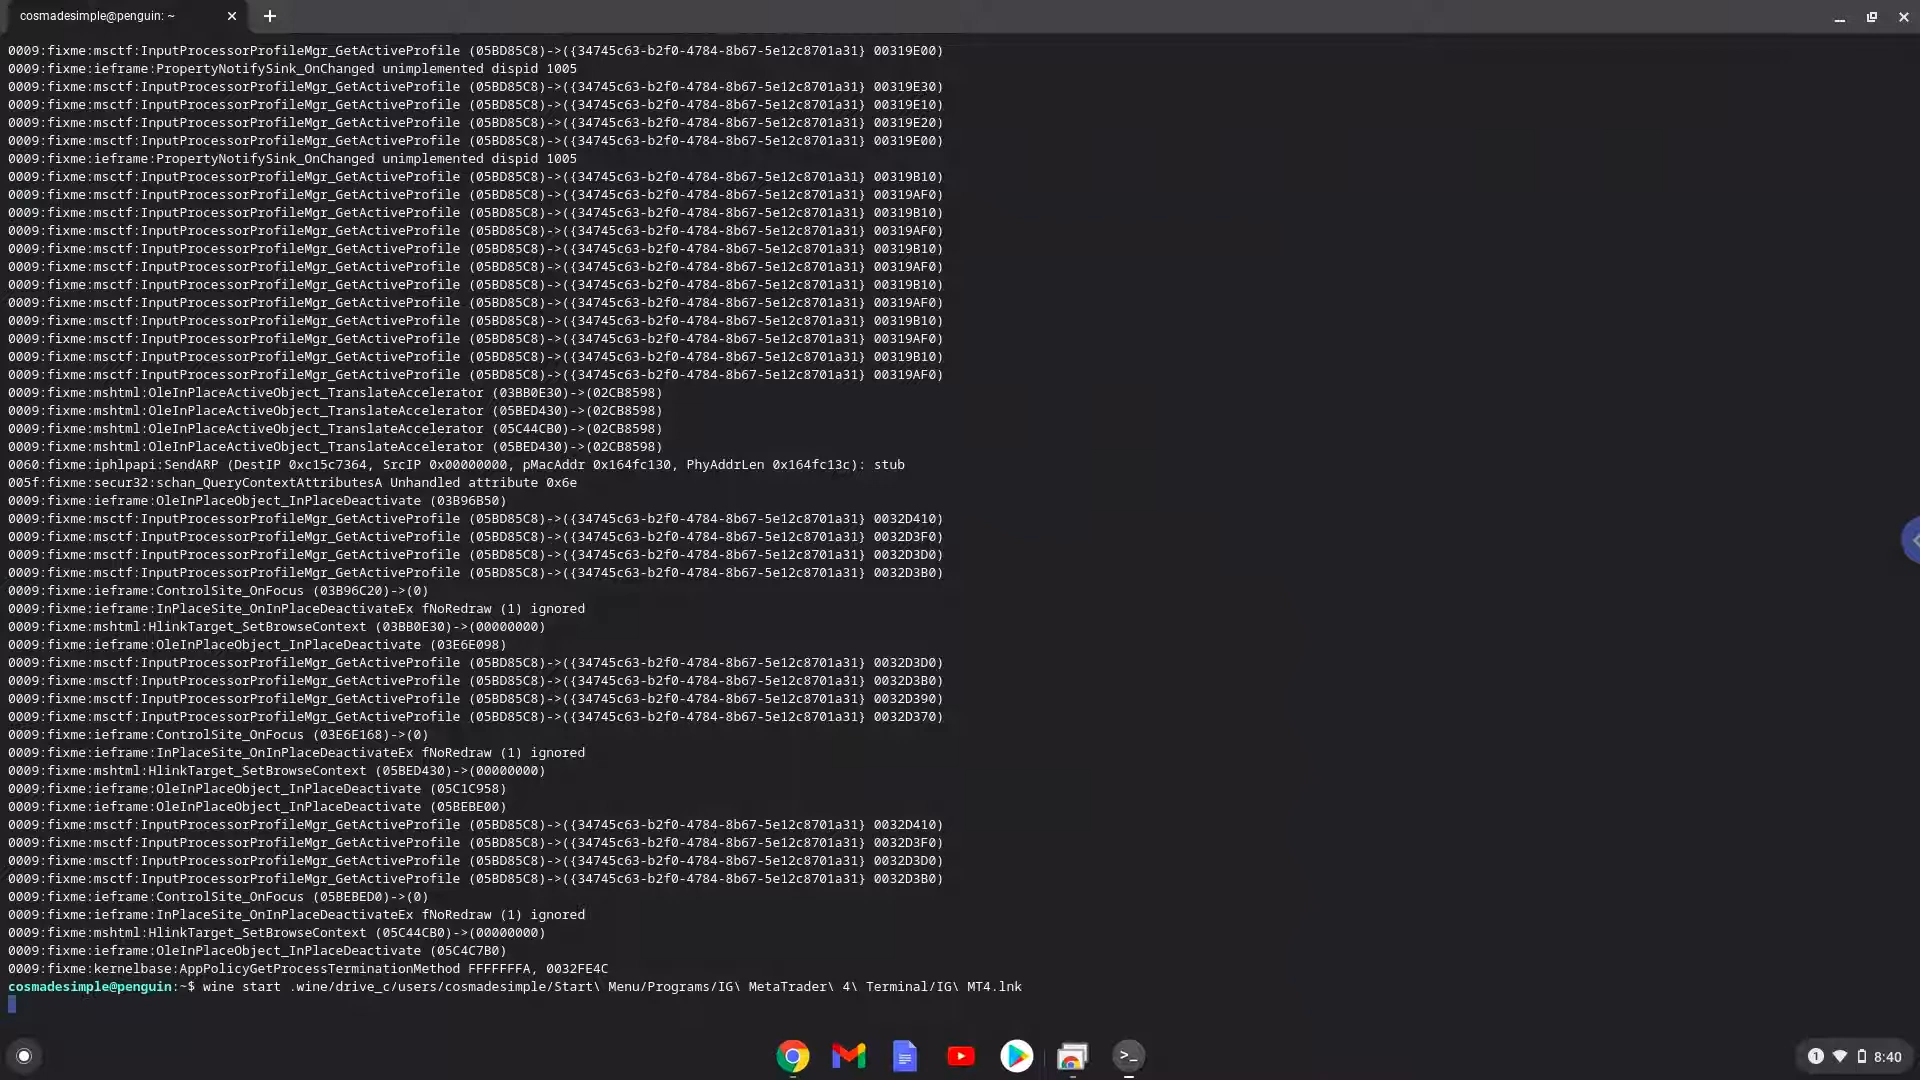 cosmadesimple@penguin: ~
0009:fixme:msctf:InputProcessorProfileMgr_GetActiveProfile (05BD85C8)->({34745c63-b2f0-4784-8b67-5e12c8701a31} 00319E00)
0009:fixme:ieframe:PropertyNotifySink_OnChanged unimplemented dispid 1005
0009:fixme:msctf:InputProcessorProfileMgr_GetActiveProfile (05BD85C8)->({34745c63-b2f0-4784-8b67-5e12c8701a31} 00319E30)
0009:fixme:msctf:InputProcessorProfileMgr_GetActiveProfile (05BD85C8)->({34745c63-b2f0-4784-8b67-5e12c8701a31} 00319E10)
0009:fixme:msctf:InputProcessorProfileMgr_GetActiveProfile (05BD85C8)->({34745c63-b2f0-4784-8b67-5e12c8701a31} 00319E20)
0009:fixme:msctf:InputProcessorProfileMgr_GetActiveProfile (05BD85C8)->({34745c63-b2f0-4784-8b67-5e12c8701a31} 00319E00)
0009:fixme:ieframe:PropertyNotifySink_OnChanged unimplemented dispid 1005
0009:fixme:msctf:InputProcessorProfileMgr_GetActiveProfile (05BD85C8)->({34745c63-b2f0-4784-8b67-5e12c8701a31} 00319B10)
0009:fixme:msctf:InputProcessorProfileMgr_GetActiveProfile (05BD85C8)->({34745c63-b2f0-4784-8b67-5e12c8701a31} 00319AF0)
0009:fixme:msctf:InputProcessorProfileMgr_GetActiveProfile (05BD85C8)->({34745c63-b2f0-4784-8b67-5e12c8701a31} 00319B10)
0009:fixme:msctf:InputProcessorProfileMgr_GetActiveProfile (05BD85C8)->({34745c63-b2f0-4784-8b67-5e12c8701a31} 00319AF0)
0009:fixme:msctf:InputProcessorProfileMgr_GetActiveProfile (05BD85C8)->({34745c63-b2f0-4784-8b67-5e12c8701a31} 00319B10)
0009:fixme:msctf:InputProcessorProfileMgr_GetActiveProfile (05BD85C8)->({34745c63-b2f0-4784-8b67-5e12c8701a31} 00319AF0)
0009:fixme:msctf:InputProcessorProfileMgr_GetActiveProfile (05BD85C8)->({34745c63-b2f0-4784-8b67-5e12c8701a31} 00319B10)
0009:fixme:msctf:InputProcessorProfileMgr_GetActiveProfile (05BD85C8)->({34745c63-b2f0-4784-8b67-5e12c8701a31} 00319AF0)
0009:fixme:msctf:InputProcessorProfileMgr_GetActiveProfile (05BD85C8)->({34745c63-b2f0-4784-8b67-5e12c8701a31} 00319B10)
0009:fixme:msctf:InputProcessorProfileMgr_GetActiveProfile (05BD85C8)->({34745c63-b2f0-4784-8b67-5e12c8701a31} 00319AF0)
0009:fixme:msctf:InputProcessorProfileMgr_GetActiveProfile (05BD85C8)->({34745c63-b2f0-4784-8b67-5e12c8701a31} 00319B10)
0009:fixme:msctf:InputProcessorProfileMgr_GetActiveProfile (05BD85C8)->({34745c63-b2f0-4784-8b67-5e12c8701a31} 00319AF0)
0009:fixme:mshtml:OleInPlaceActiveObject_TranslateAccelerator (03BB0E30)->(02CB8598)
0009:fixme:mshtml:OleInPlaceActiveObject_TranslateAccelerator (05BED430)->(02CB8598)
0009:fixme:mshtml:OleInPlaceActiveObject_TranslateAccelerator (05C44CB0)->(02CB8598)
0009:fixme:mshtml:OleInPlaceActiveObject_TranslateAccelerator (05BED430)->(02CB8598)
0060:fixme:iphlpapi:SendARP (DestIP 0xc15c7364, SrcIP 0x00000000, pMacAddr 0x164fc130, PhyAddrLen 0x164fc13c): stub
005f:fixme:secur32:schan_QueryContextAttributesA Unhandled attribute 0x6e
0009:fixme:ieframe:OleInPlaceObject_InPlaceDeactivate (03B96B50)
0009:fixme:msctf:InputProcessorProfileMgr_GetActiveProfile (05BD85C8)->({34745c63-b2f0-4784-8b67-5e12c8701a31} 0032D410)
0009:fixme:msctf:InputProcessorProfileMgr_GetActiveProfile (05BD85C8)->({34745c63-b2f0-4784-8b67-5e12c8701a31} 0032D3F0)
0009:fixme:msctf:InputProcessorProfileMgr_GetActiveProfile (05BD85C8)->({34745c63-b2f0-4784-8b67-5e12c8701a31} 0032D3D0)
0009:fixme:msctf:InputProcessorProfileMgr_GetActiveProfile (05BD85C8)->({34745c63-b2f0-4784-8b67-5e12c8701a31} 0032D3B0)
0009:fixme:ieframe:ControlSite_OnFocus (03B96C20)->(0)
0009:fixme:ieframe:InPlaceSite_OnInPlaceDeactivateEx fNoRedraw (1) ignored
0009:fixme:mshtml:HlinkTarget_SetBrowseContext (03BB0E30)->(00000000)
0009:fixme:ieframe:OleInPlaceObject_InPlaceDeactivate (03E6E098)
0009:fixme:msctf:InputProcessorProfileMgr_GetActiveProfile (05BD85C8)->({34745c63-b2f0-4784-8b67-5e12c8701a31} 0032D3D0)
0009:fixme:msctf:InputProcessorProfileMgr_GetActiveProfile (05BD85C8)->({34745c63-b2f0-4784-8b67-5e12c8701a31} 0032D3B0)
0009:fixme:msctf:InputProcessorProfileMgr_GetActiveProfile (05BD85C8)->({34745c63-b2f0-4784-8b67-5e12c8701a31} 0032D390)
0009:fixme:msctf:InputProcessorProfileMgr_GetActiveProfile (05BD85C8)->({34745c63-b2f0-4784-8b67-5e12c8701a31} 0032D370)
0009:fixme:ieframe:ControlSite_OnFocus (03E6E168)->(0)
0009:fixme:ieframe:InPlaceSite_OnInPlaceDeactivateEx fNoRedraw (1) ignored
0009:fixme:mshtml:HlinkTarget_SetBrowseContext (05BED430)->(00000000)
0009:fixme:ieframe:OleInPlaceObject_InPlaceDeactivate (05C1C958)
0009:fixme:ieframe:OleInPlaceObject_InPlaceDeactivate (05BEBE00)
0009:fixme:msctf:InputProcessorProfileMgr_GetActiveProfile (05BD85C8)->({34745c63-b2f0-4784-8b67-5e12c8701a31} 0032D410)
0009:fixme:msctf:InputProcessorProfileMgr_GetActiveProfile (05BD85C8)->({34745c63-b2f0-4784-8b67-5e12c8701a31} 0032D3F0)
0009:fixme:msctf:InputProcessorProfileMgr_GetActiveProfile (05BD85C8)->({34745c63-b2f0-4784-8b67-5e12c8701a31} 0032D3D0)
0009:fixme:msctf:InputProcessorProfileMgr_GetActiveProfile (05BD85C8)->({34745c63-b2f0-4784-8b67-5e12c8701a31} 0032D3B0)
0009:fixme:ieframe:ControlSite_OnFocus (05BEBED0)->(0)
0009:fixme:ieframe:InPlaceSite_OnInPlaceDeactivateEx fNoRedraw (1) ignored
0009:fixme:mshtml:HlinkTarget_SetBrowseContext (05C44CB0)->(00000000)
0009:fixme:ieframe:OleInPlaceObject_InPlaceDeactivate (05C4C7B0)
0009:fixme:kernelbase:AppPolicyGetProcessTerminationMethod FFFFFFFA, 0032FE4C
cosmadesimple@penguin:~$ wine start .wine/drive_c/users/cosmadesimple/Start\ Menu/Programs/IG\ MetaTrader\ 4\ Terminal/IG\ MT4.lnk
>_
1 8:40